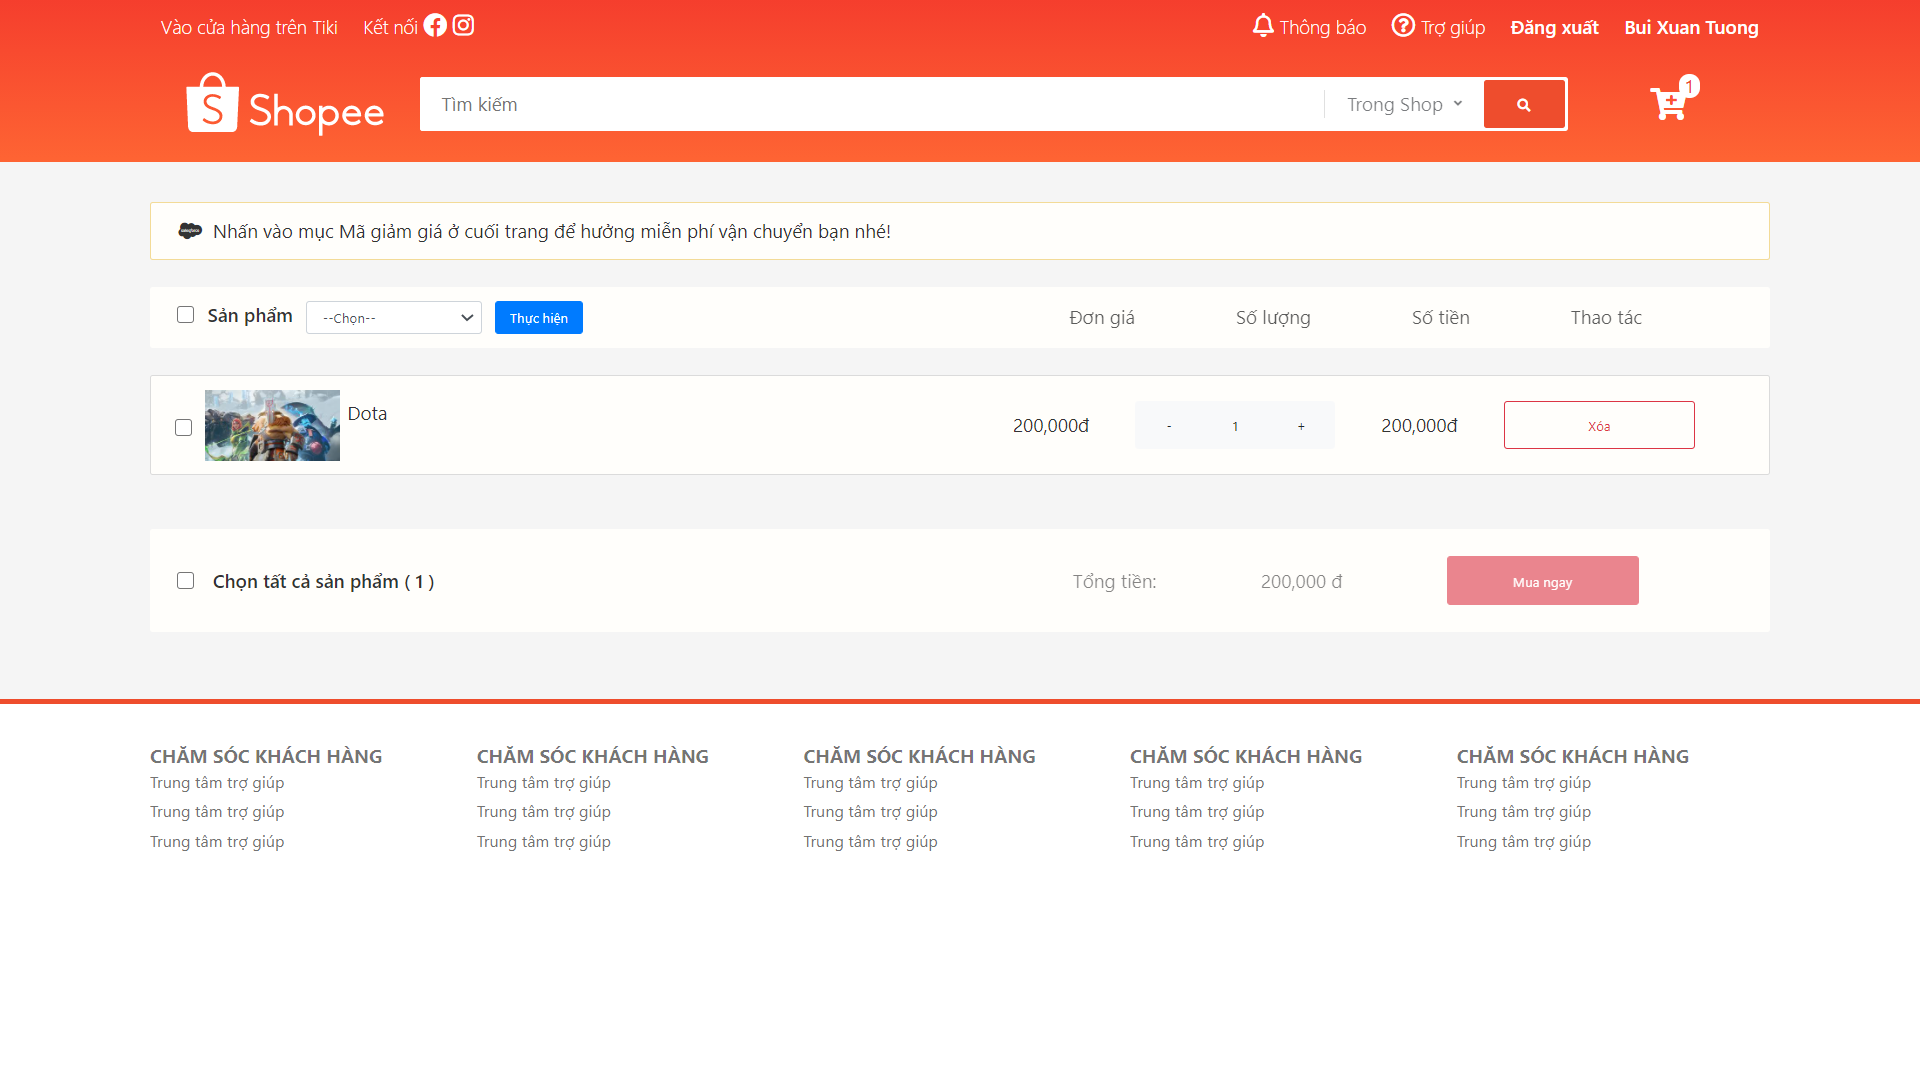 Vào cửa hàng trên Tiki Kết nối Thông báo Trợ giúp Đăng xuất Bui Xuan Tuong
S Shopee Tìm kiếm Trong Shop 1
Nhấn vào mục Mã giảm giá ở cuối trang để hưởng miễn phí vận chuyển bạn nhé!
Sản phẩm --Chọn-- Thực hiện Đơn giá Số lượng Số tiền Thao tác
Dota 200,000đ - 1 + 200,000đ Xóa
Chọn tất cả sản phẩm ( 1 ) Tổng tiền: 200,000 đ Mua ngay
CHĂM SÓC KHÁCH HÀNG CHĂM SÓC KHÁCH HÀNG CHĂM SÓC KHÁCH HÀNG CHĂM SÓC KHÁCH HÀNG CHĂM SÓC KHÁCH HÀNG
Trung tâm trợ giúp Trung tâm trợ giúp Trung tâm trợ giúp Trung tâm trợ giúp Trung tâm trợ giúp
Trung tâm trợ giúp Trung tâm trợ giúp Trung tâm trợ giúp Trung tâm trợ giúp Trung tâm trợ giúp
Trung tâm trợ giúp Trung tâm trợ giúp Trung tâm trợ giúp Trung tâm trợ giúp Trung tâm trợ giúp